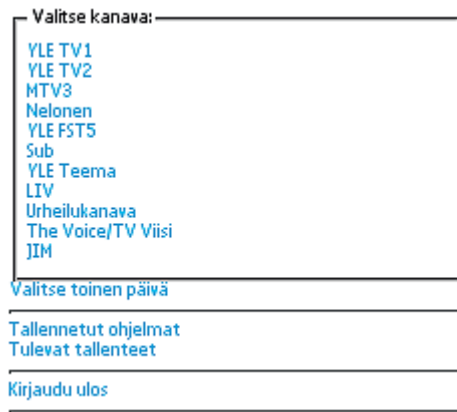 Valitse kanava:
YLE TV1
YLE TV2
MTV3
Nelonen
YLE FST5
Sub
YLE Teema
LIV
Urheilukanava
The Voice/TV Viisi
JIM
Valitse toinen päivä
Tallennetut ohjelmat
Tulevat tallenteet
Kirjaudu ulos